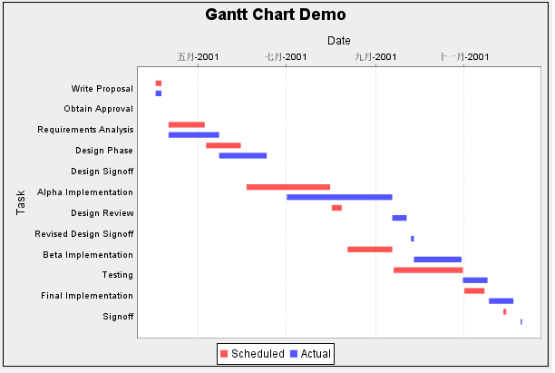 Gantt Chart Demo
Date
五月-2001 七月-2001 九月-2001 十一月-2001
Task
Write Proposal
Obtain Approval
Requirements Analysis
Design Phase
Design Signoff
Alpha Implementation
Design Review
Revised Design Signoff
Beta Implementation
Testing
Final Implementation
Signoff
Scheduled Actual